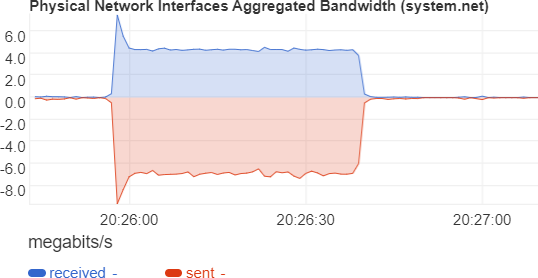 Physical Network Interfaces Aggregated Bandwidth (system.net)
6.0
4.0
2.0
0.0
-2.0
-4.0
-6.0
-8.0
20:26:00 20:26:30 20:27:00
megabits/s
received - sent -